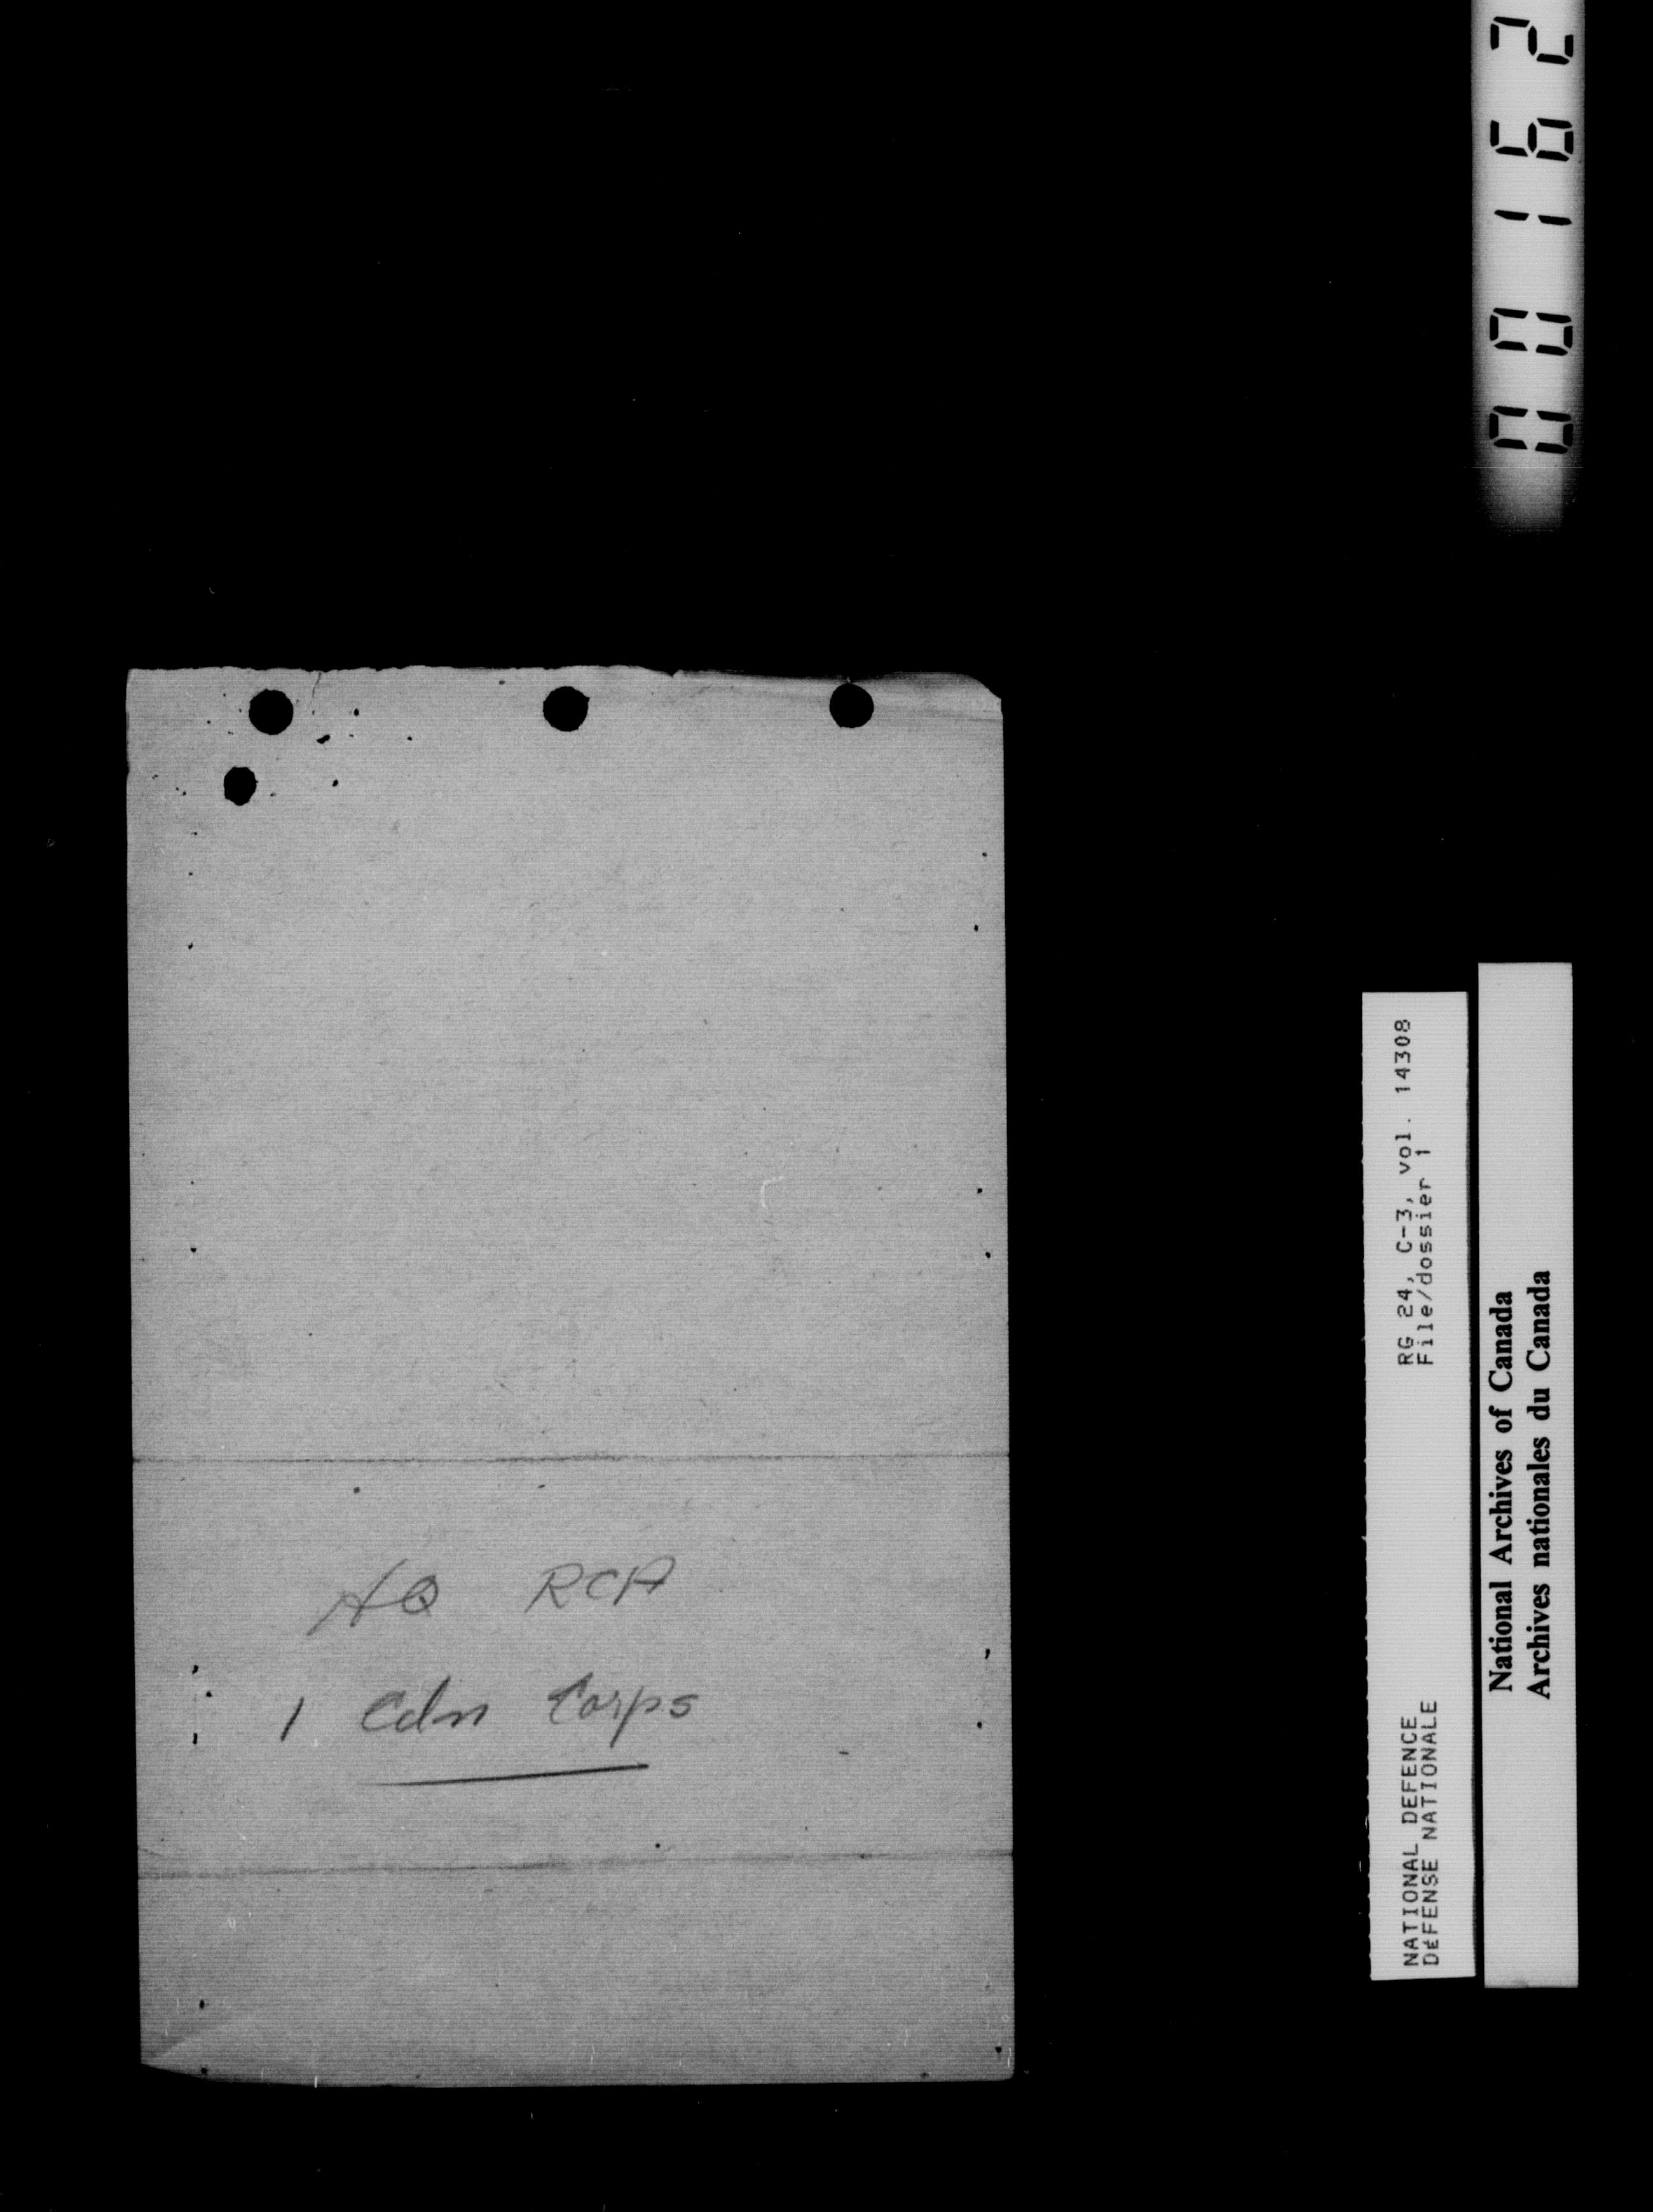 HQ RCA
1 Cdn Corps
00162
RG 24, C-3, vol. 14308
File/dossier 1
NATIONAL DEFENCE
DÉFENSE NATIONALE
National Archives of Canada
Archives nationales du Canada